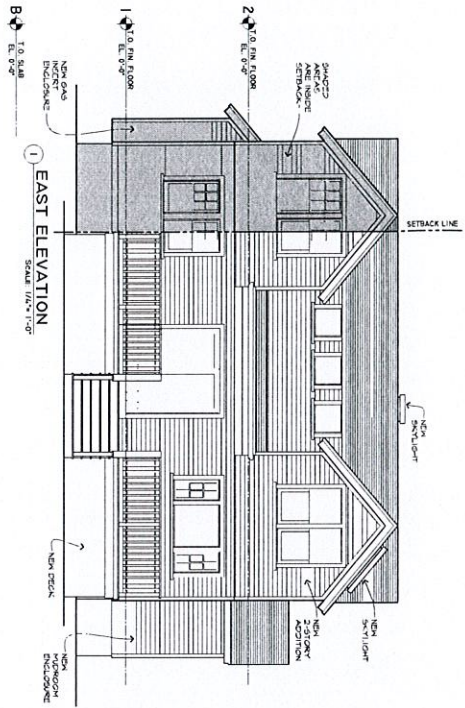 B
T.O. SLAB
EL. 0'-0"
1
T.O. FIN. FLOOR
EL. 0'-0"
2
T.O. FIN. FLOOR
EL. 0'-0"
NEW GAS
INSERT
ENCLOSURE
SHADED
AREAS
ARE INSIDE
SETBACK
SETBACK LINE
1
EAST ELEVATION
SCALE: 1/4" = 1'-0"
NEW
SKYLIGHT
NEW
SKYLIGHT
NEW
2-STORY
ADDITION
NEW DECK
NEW
MUDROOM
ENCLOSURE